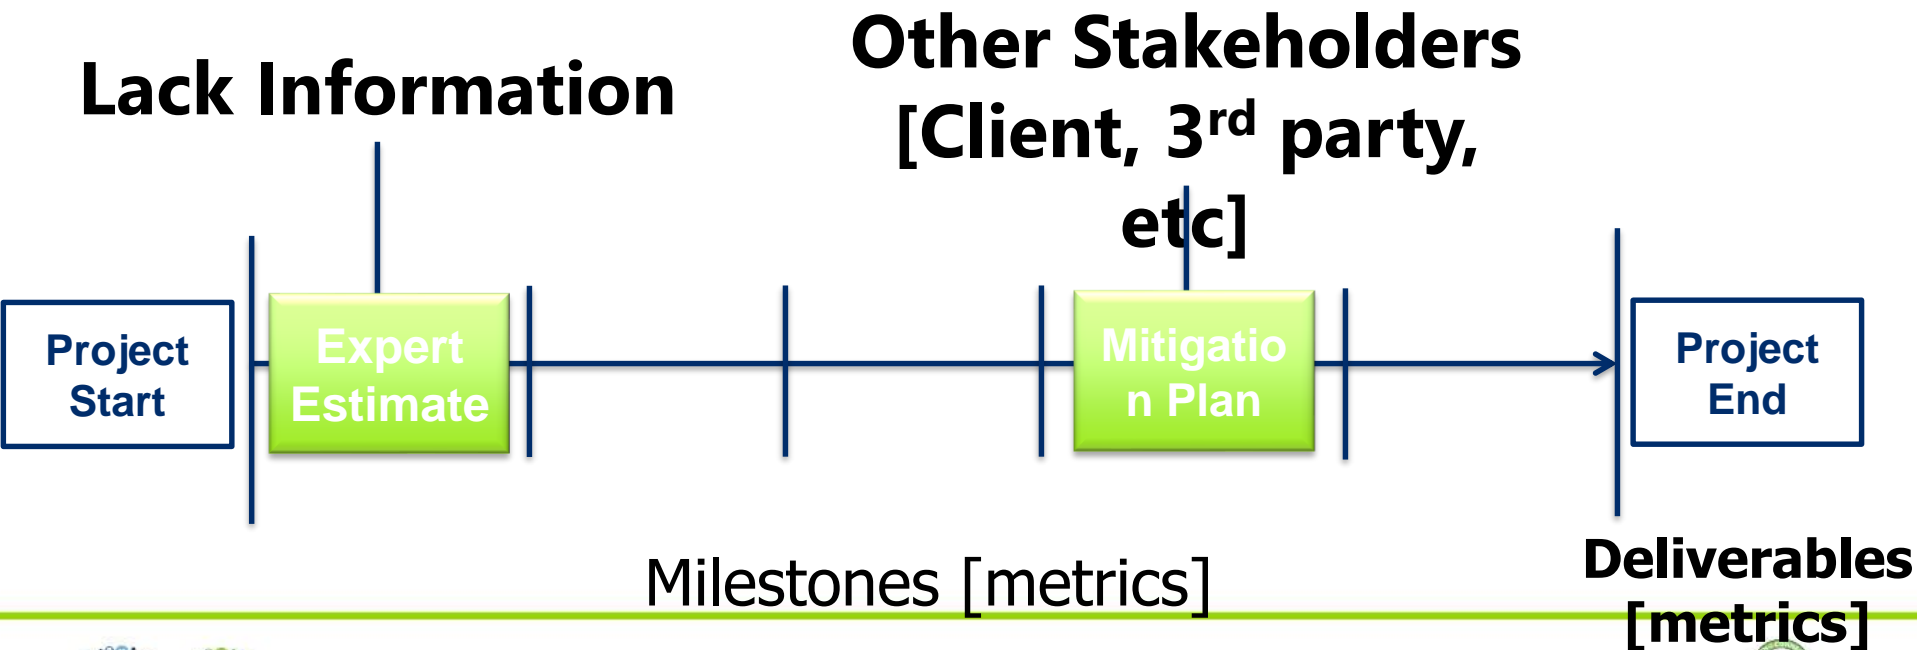 Lack Information
Other Stakeholders
[Client, 3rd party,
etc]
Project
Start
Expert
Estimate
Mitigatio
n Plan
Project
End
Milestones [metrics]
Deliverables
[metrics]